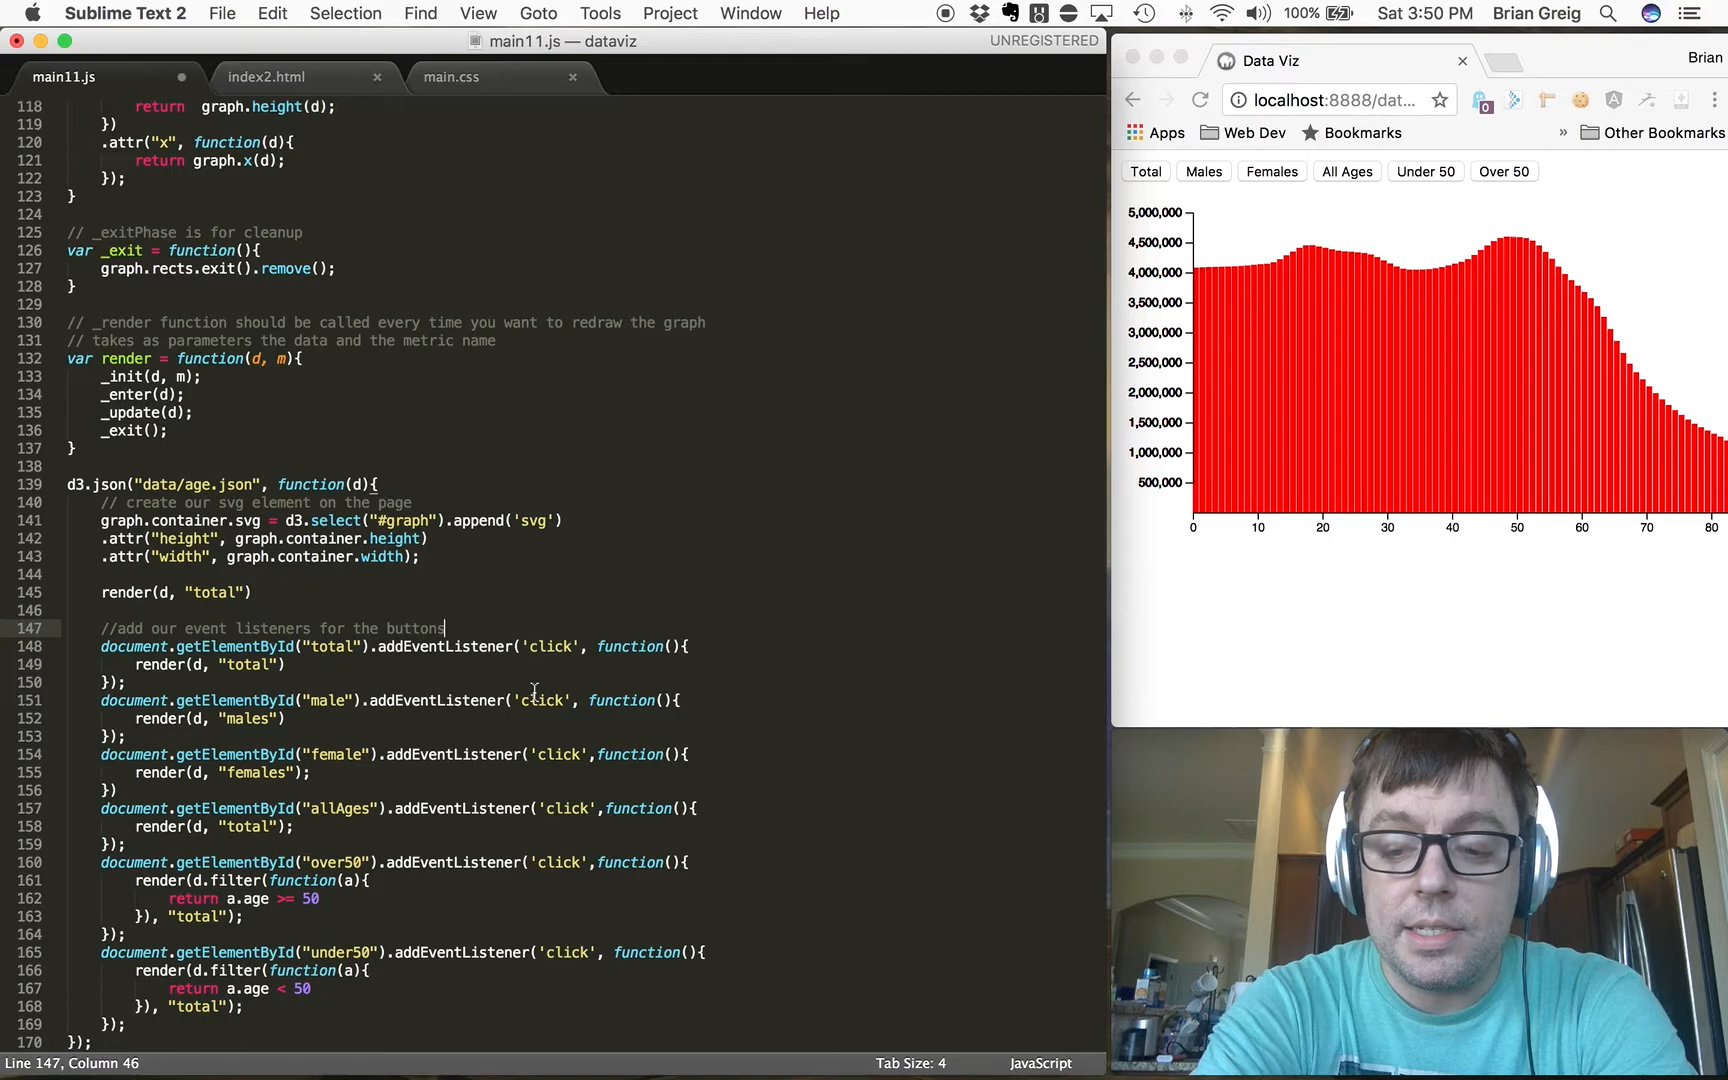 Sublime Text 2 File Edit Selection Find View Goto Tools Project Window Help 100% Sat 3:50 PM Brian Greig
main11.js — dataviz UNREGISTERED
main11.js index2.html × main.css ×
118 return graph.height(d);
119 })
120 .attr("x", function(d){
121 return graph.x(d);
122 });
123 }
124
125 // _exitPhase is for cleanup
126 var _exit = function(){
127 graph.rects.exit().remove();
128 }
129
130 // _render function should be called every time you want to redraw the graph
131 // takes as parameters the data and the metric name
132 var render = function(d, m){
133 _init(d, m);
134 _enter(d);
135 _update(d);
136 _exit();
137 }
138
139 d3.json("data/age.json", function(d){
140 // create our svg element on the page
141 graph.container.svg = d3.select("#graph").append('svg')
142 .attr("height", graph.container.height)
143 .attr("width", graph.container.width);
144
145 render(d, "total")
146
147 //add our event listeners for the buttons
148 document.getElementById("total").addEventListener('click', function(){
149 render(d, "total")
150 });
151 document.getElementById("male").addEventListener('click', function(){
152 render(d, "males")
153 });
154 document.getElementById("female").addEventListener('click',function(){
155 render(d, "females");
156 })
157 document.getElementById("allAges").addEventListener('click',function(){
158 render(d, "total");
159 });
160 document.getElementById("over50").addEventListener('click',function(){
161 render(d.filter(function(a){
162 return a.age >= 50
163 }), "total");
164 });
165 document.getElementById("under50").addEventListener('click', function(){
166 render(d.filter(function(a){
167 return a.age < 50
168 }), "total");
169 });
170 });
Line 147, Column 46 Tab Size: 4 JavaScript
Data Viz × Brian
localhost:8888/dat... 0
Apps Web Dev Bookmarks » Other Bookmarks
Total Males Females All Ages Under 50 Over 50
5,000,000
4,500,000
4,000,000
3,500,000
3,000,000
2,500,000
2,000,000
1,500,000
1,000,000
500,000
0 10 20 30 40 50 60 70 80